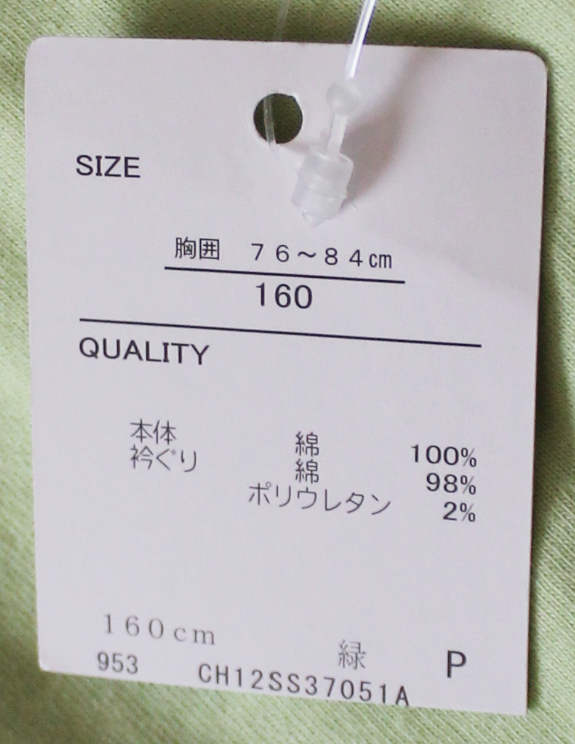 SIZE
胸囲　７６～８４㎝
160
QUALITY
本体　綿　100%
衿ぐり　綿　98%
ポリウレタン　2%
160cm
953　CH12SS37051A　緑　P